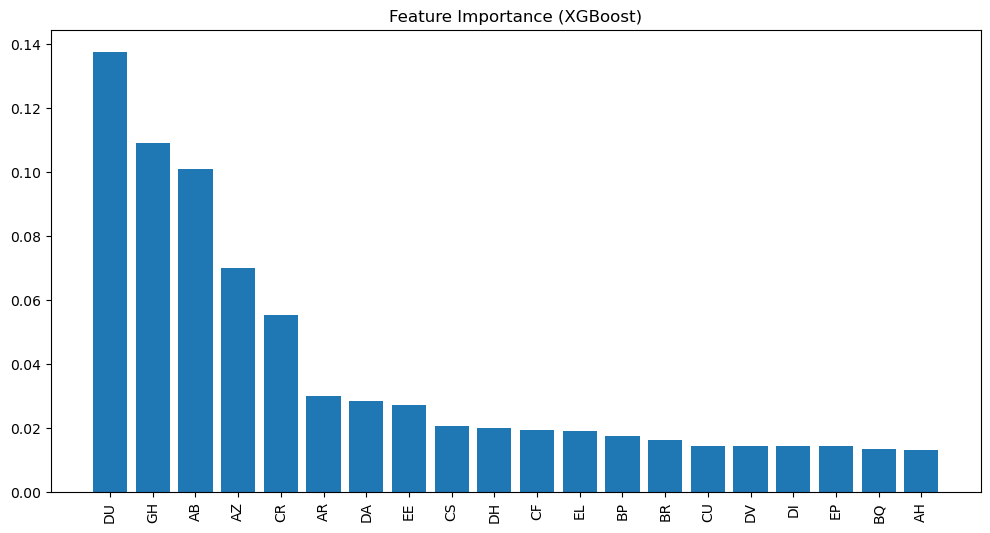 Feature Importance (XGBoost)
0.14
0.12
0.10
0.08
0.06
0.04
0.02
0.00
DU
GH
AB
AZ
CR
AR
DA
EE
CS
DH
CF
EL
BP
BR
CU
DV
DI
EP
BQ
AH